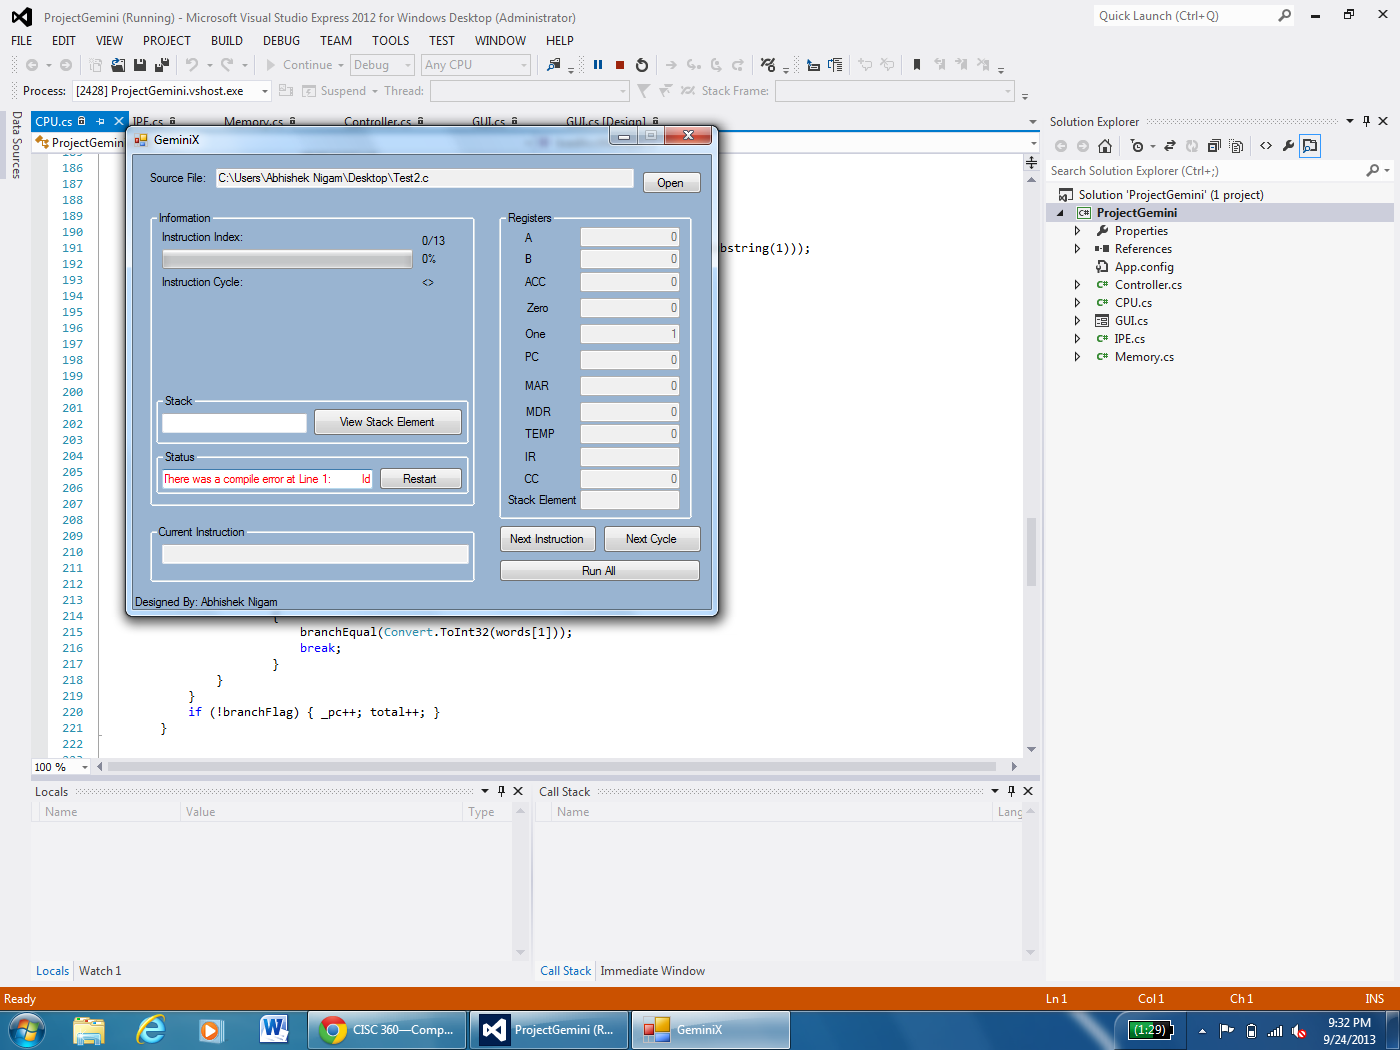 ProjectGemini (Running) - Microsoft Visual Studio Express 2012 for Windows Desktop (Administrator)
Quick Launch (Ctrl+Q)
FILE EDIT VIEW PROJECT BUILD DEBUG TEAM TOOLS TEST WINDOW HELP
Continue Debug Any CPU
Process: [2428] ProjectGemini.vshost.exe Suspend Thread: Stack Frame:
Data Sources
CPU.cs IPE.cs Memory.cs Controller.cs GUI.cs GUI.cs [Design]
ProjectGemin
GeminiX
Source File: C:\Users\Abhishek Nigam\Desktop\Test2.c
Open
Information
Instruction Index: 0/13
0%
Instruction Cycle: <>
Stack
View Stack Element
Status
There was a compile error at Line 1: ld
Restart
Current Instruction
Designed By: Abhishek Nigam
Registers
A 0
B 0
ACC 0
Zero 0
One 1
PC 0
MAR 0
MDR 0
TEMP 0
IR
CC 0
Stack Element
Next Instruction Next Cycle
Run All
186
187
188
189
190
191 bstring(1)));
192
193
194
195
196
197
198
199
200
201
202
203
204
205
206
207
208
209
210
211
212
213
214 {
215 branchEqual(Convert.ToInt32(words[1]));
216 break;
217 }
218 }
219 }
220 if (!branchFlag) { _pc++; total++; }
221 }
222
100 %
Solution Explorer
Search Solution Explorer (Ctrl+;)
Solution 'ProjectGemini' (1 project)
C# ProjectGemini
Properties
References
App.config
C# Controller.cs
C# CPU.cs
GUI.cs
C# IPE.cs
C# Memory.cs
Locals
Name Value Type
Locals Watch 1
Call Stack
Name Lang
Call Stack Immediate Window
Ready Ln 1 Col 1 Ch 1 INS
CISC 360—Comp...
ProjectGemini (R...
GeminiX
(1:29)
9:32 PM
9/24/2013